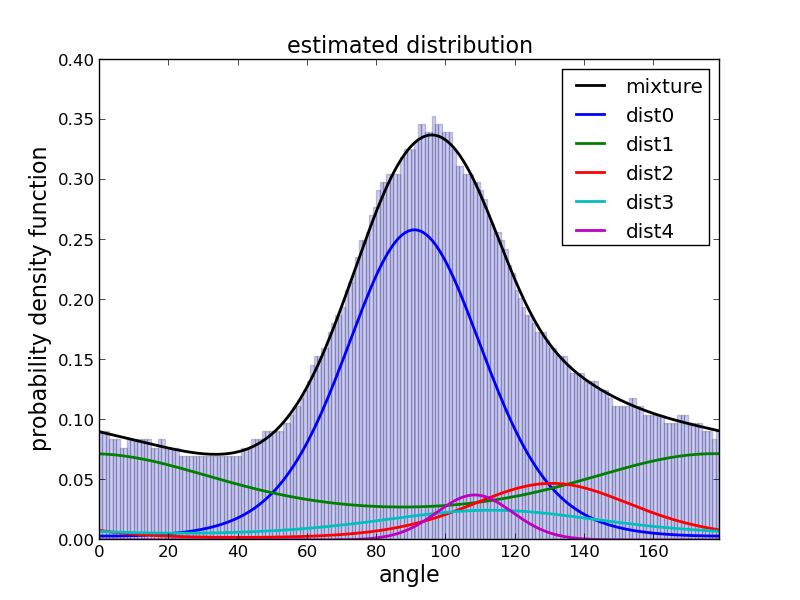 estimated distribution
probability density function
0.40
0.35
0.30
0.25
0.20
0.15
0.10
0.05
0.00
mixture
dist0
dist1
dist2
dist3
dist4
0 20 40 60 80 100 120 140 160
angle